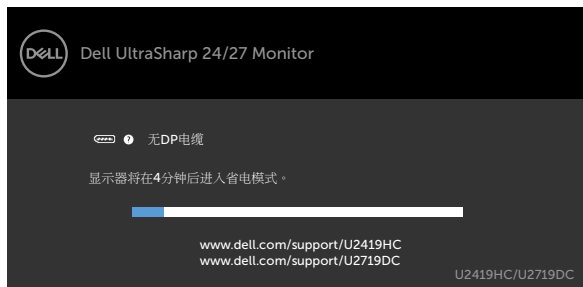 DELL
Dell UltraSharp 24/27 Monitor
? 无DP电缆
显示器将在4分钟后进入省电模式。
www.dell.com/support/U2419HC
www.dell.com/support/U2719DC
U2419HC/U2719DC